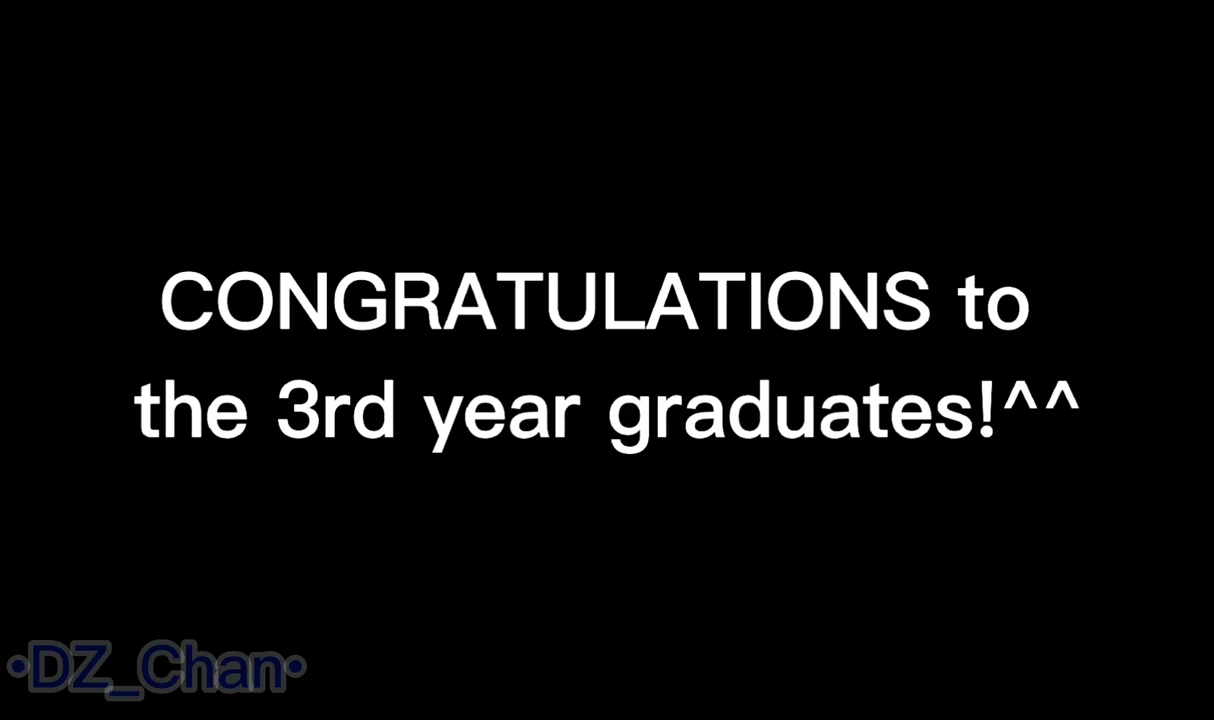 CONGRATULATIONS to
the 3rd year graduates!^^
•DZ_Chan•